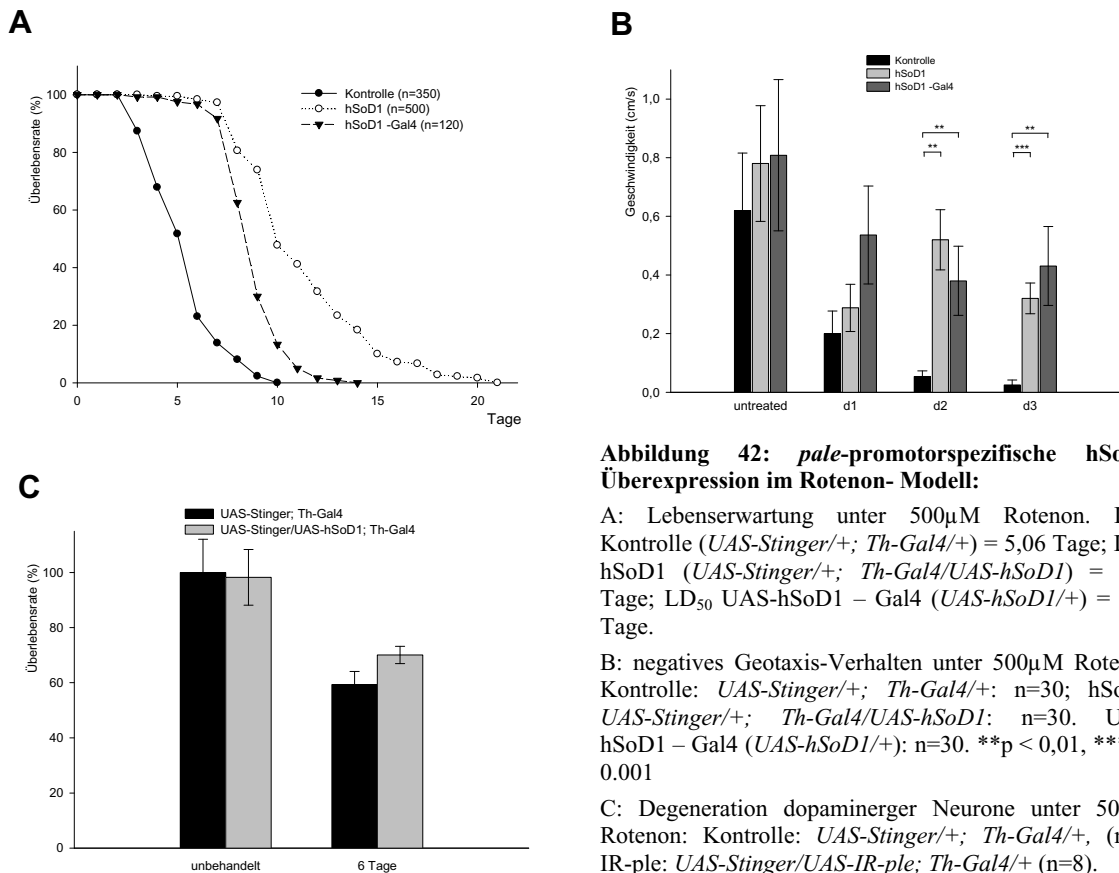 A
Überlebensrate (%)
100
80
60
40
20
0
Kontrolle (n=350)
hSoD1 (n=500)
hSoD1 -Gal4 (n=120)
0 5 10 15 20
Tage
B
Geschwindigkeit (cm/s)
1,0
0,8
0,6
0,4
0,2
0,0
Kontrolle
hSoD1
hSoD1 -Gal4
**
**
**
***
untreated d1 d2 d3
C
Überlebensrate (%)
100
80
60
40
20
0
UAS-Stinger; Th-Gal4
UAS-Stinger/UAS-hSoD1; Th-Gal4
unbehandelt 6 Tage
Abbildung 42: pale-promotorspezifische hSo
Überexpression im Rotenon- Modell:
A: Lebenserwartung unter 500µM Rotenon.
Kontrolle (UAS-Stinger/+; Th-Gal4/+) = 5,06 Tage;
hSoD1 (UAS-Stinger/+; Th-Gal4/UAS-hSoD1) =
Tage; LD50 UAS-hSoD1 – Gal4 (UAS-hSoD1/+) =
Tage.
B: negatives Geotaxis-Verhalten unter 500µM Rote
Kontrolle: UAS-Stinger/+; Th-Gal4/+: n=30; hSo
UAS-Stinger/+; Th-Gal4/UAS-hSoD1: n=30. U
hSoD1 – Gal4 (UAS-hSoD1/+): n=30. **p < 0,01, **
0.001
C: Degeneration dopaminerger Neurone unter 50
Rotenon: Kontrolle: UAS-Stinger/+; Th-Gal4/+, (n
IR-ple: UAS-Stinger/UAS-IR-ple; Th-Gal4/+ (n=8).